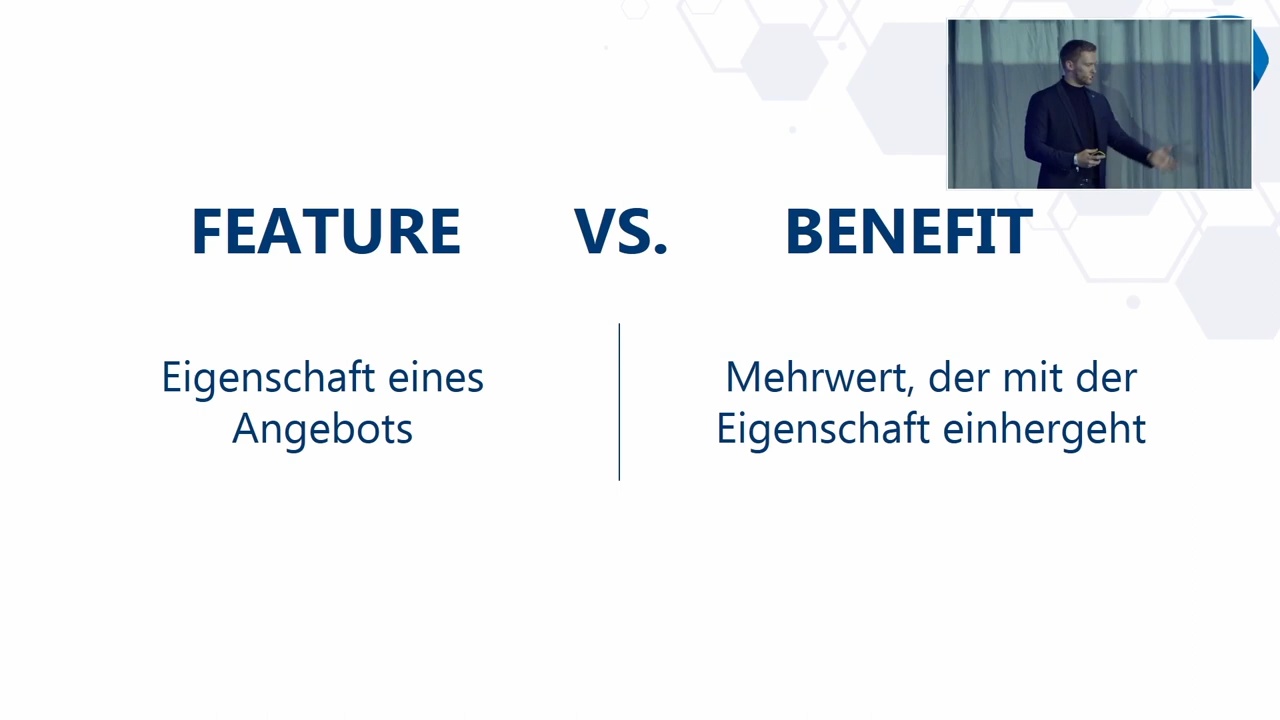 FEATURE VS. BENEFIT
Eigenschaft eines
Angebots
Mehrwert, der mit der
Eigenschaft einhergeht